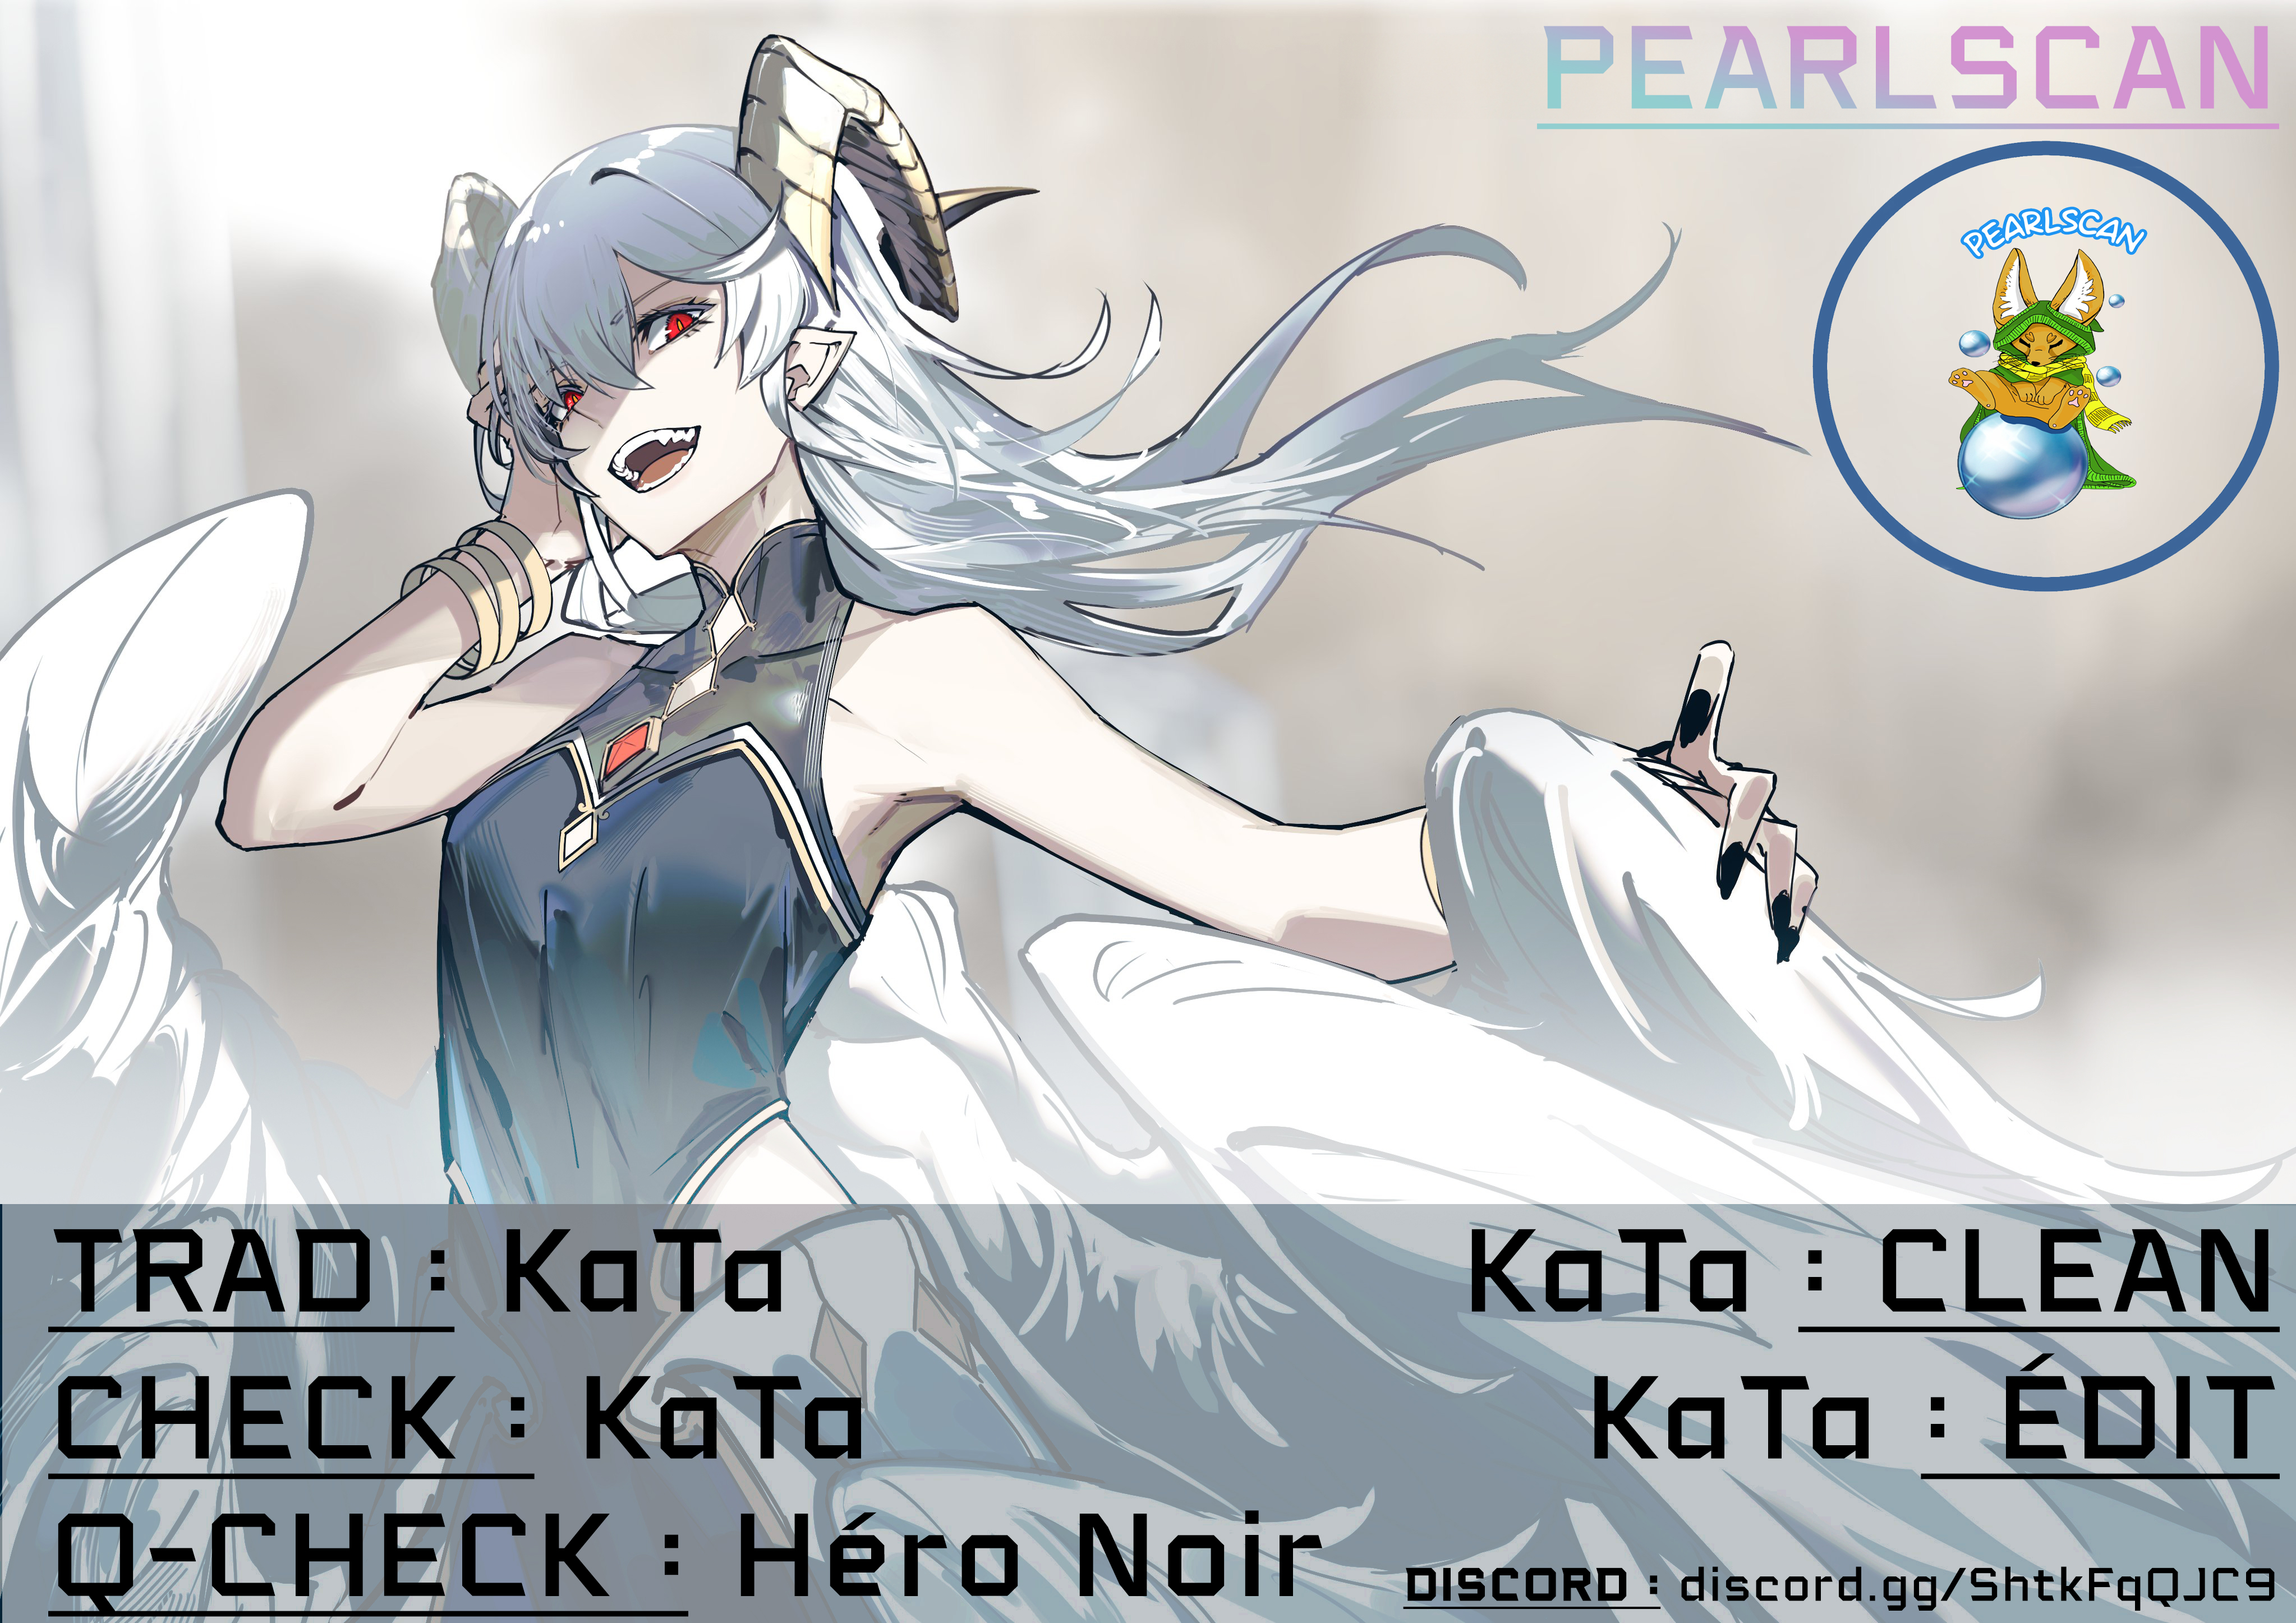 PEARLSCAN
PEARLSCAN
TRAD : KaTa
KaTa : CLEAN
CHECK : KaTa
KaTa : ÉDIT
Q-CHECK : Héro Noir
DISCORD : discord.gg/ShtkFqQJC9